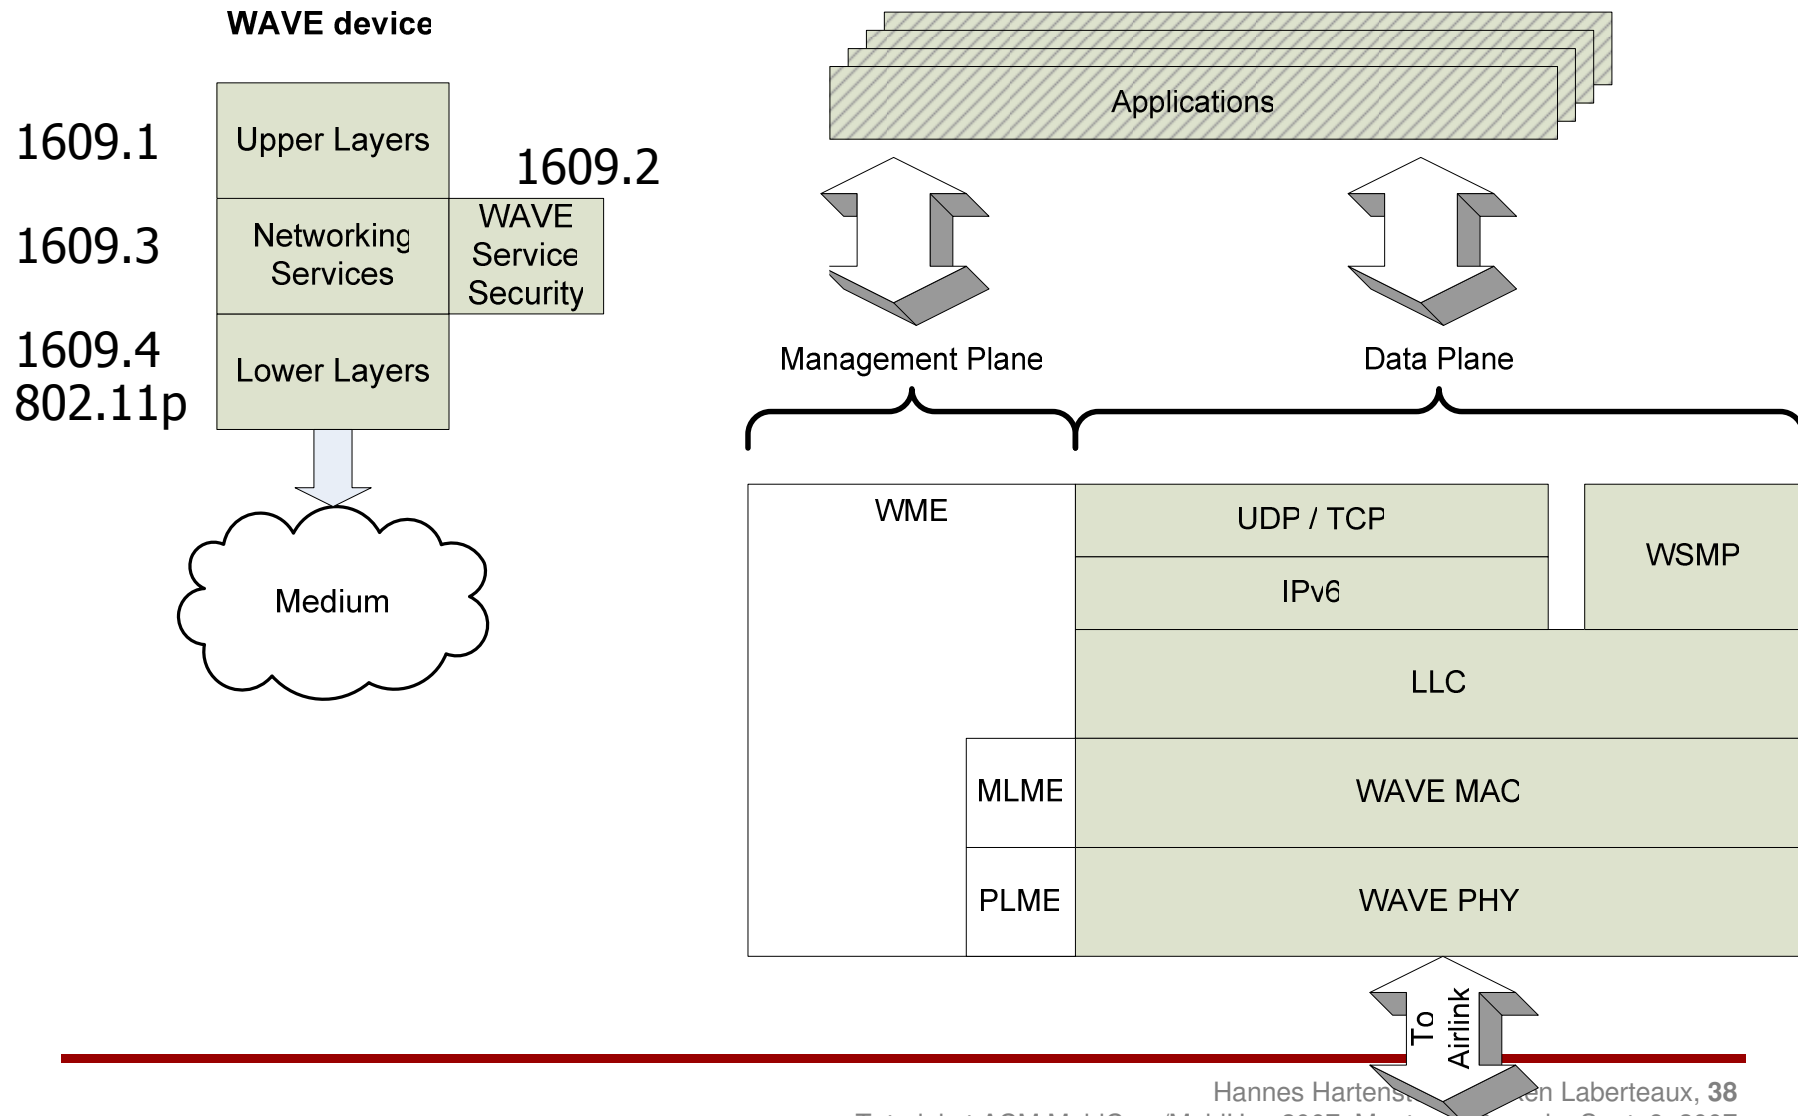 WAVE device
1609.1
Upper Layers
1609.2
1609.3
Networking
Services
WAVE
Service
Security
1609.4
802.11p
Lower Layers
Medium
Applications
Management Plane
Data Plane
WME
UDP / TCP
IPv6
WSMP
LLC
MLME
WAVE MAC
PLME
WAVE PHY
To
Airlink
Hannes Laberteaux, 38